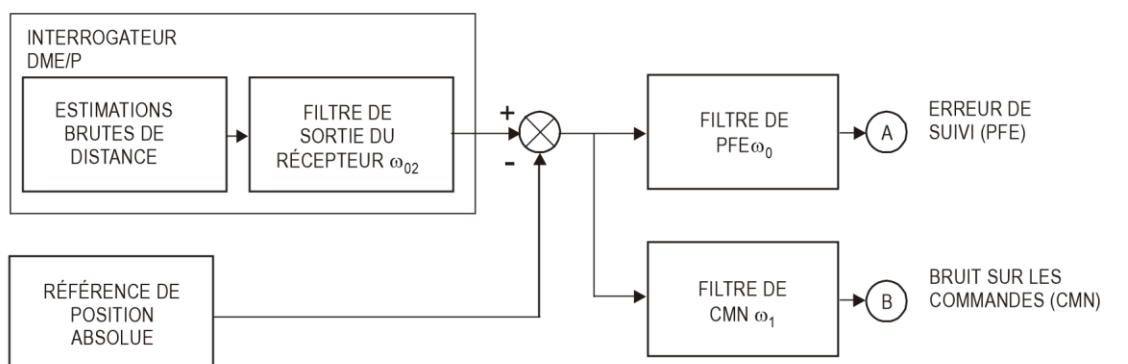 INTERROGATEUR
DME/P
ESTIMATIONS
BRUTES DE
DISTANCE
FILTRE DE
SORTIE DU
RÉCEPTEUR ω₀₂
+
-
FILTRE DE
PFEω₀
A
ERREUR DE
SUIVI (PFE)
RÉFÉRENCE DE
POSITION
ABSOLUE
FILTRE DE
CMN ω₁
B
BRUIT SUR LES
COMMANDES (CMN)